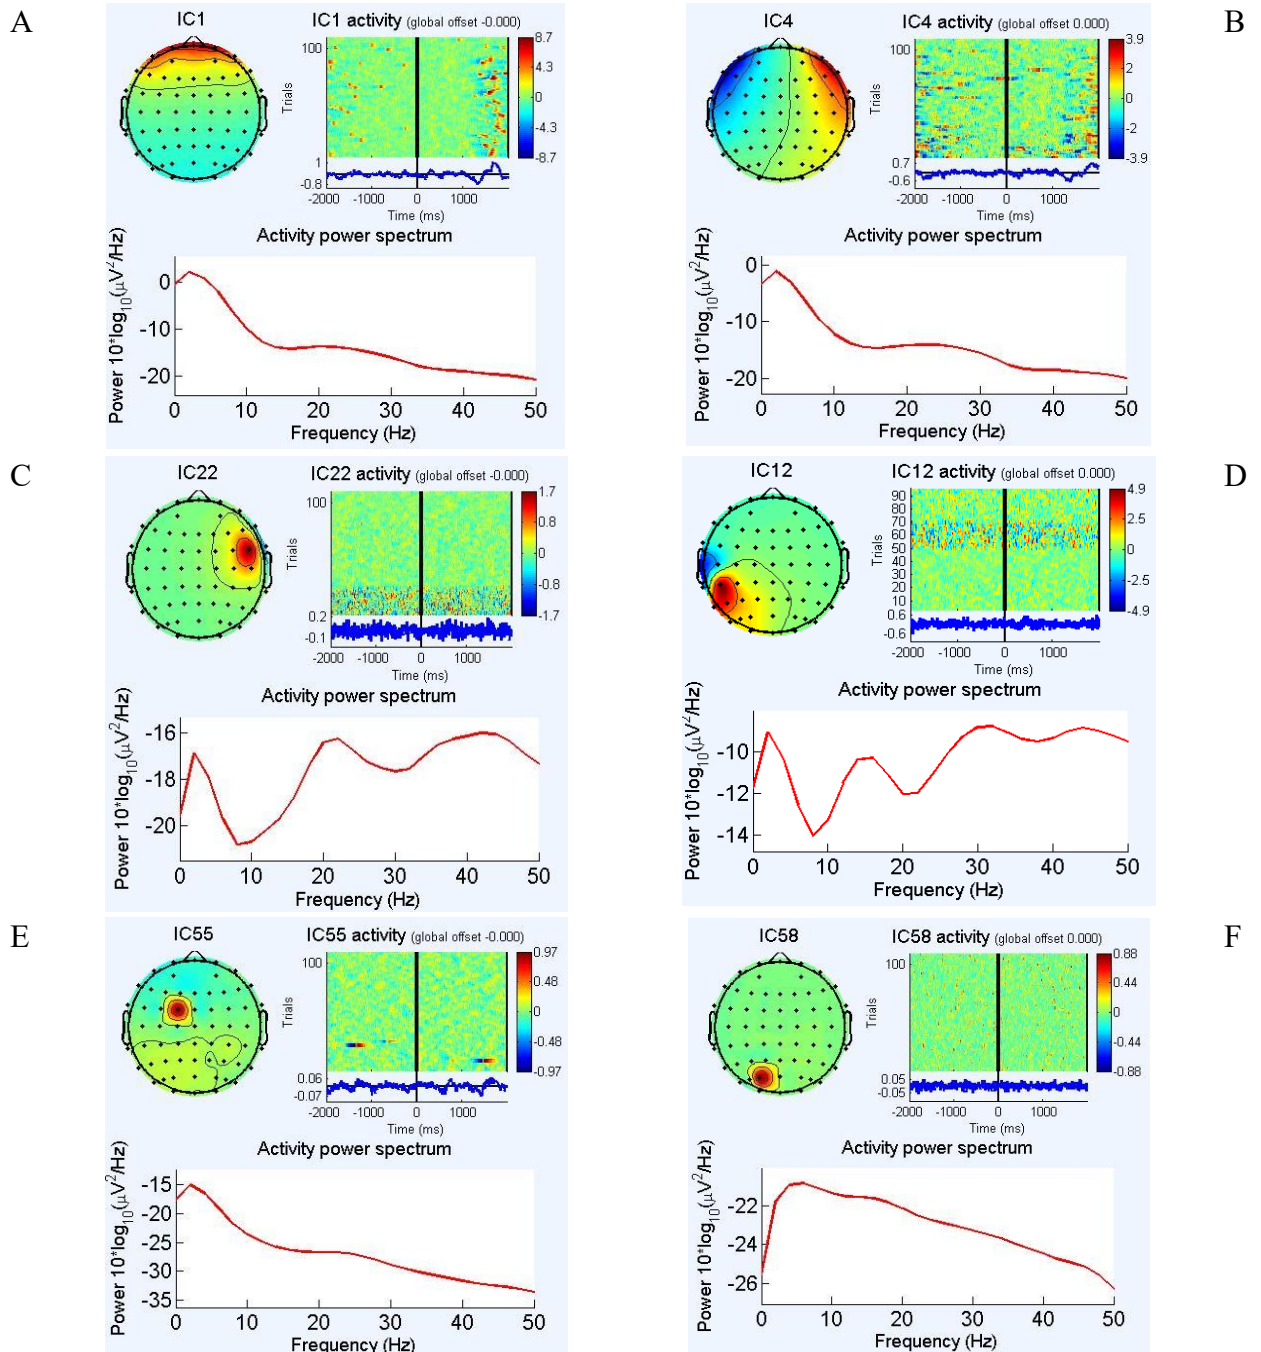 A
IC1
IC1 activity (global offset -0.000)
100
Trials
8.7
4.3
0
-4.3
-8.7
1
-0.8
-2000 -1000 0 1000
Time (ms)
Activity power spectrum
Power 10*log10(μV2/Hz)
0
-10
-20
0 10 20 30 40 50
Frequency (Hz)
B
IC4
IC4 activity (global offset 0.000)
100
Trials
3.9
2
0
-2
-3.9
0.7
-0.6
-2000 -1000 0 1000
Time (ms)
Activity power spectrum
Power 10*log10(μV2/Hz)
0
-10
-20
0 10 20 30 40 50
Frequency (Hz)
C
IC22
IC22 activity (global offset -0.000)
100
Trials
1.7
0.8
0
-0.8
-1.7
0.2
-0.1
-2000 -1000 0 1000
Time (ms)
Activity power spectrum
Power 10*log10(μV2/Hz)
-16
-18
-20
0 10 20 30 40 50
Frequency (Hz)
D
IC12
IC12 activity (global offset 0.000)
90
80
70
60
50
40
30
20
10
Trials
4.9
2.5
0
-2.5
-4.9
0.6
-0.6
-2000 -1000 0 1000
Time (ms)
Activity power spectrum
Power 10*log10(μV2/Hz)
-10
-12
-14
0 10 20 30 40 50
Frequency (Hz)
E
IC55
IC55 activity (global offset -0.000)
100
Trials
0.97
0.48
0
-0.48
-0.97
0.06
-0.07
-2000 -1000 0 1000
Time (ms)
Activity power spectrum
Power 10*log10(μV2/Hz)
-15
-20
-25
-30
-35
0 10 20 30 40 50
Frequency (Hz)
F
IC58
IC58 activity (global offset 0.000)
100
Trials
0.88
0.44
0
-0.44
-0.88
0.05
-0.05
-2000 -1000 0 1000
Time (ms)
Activity power spectrum
Power 10*log10(μV2/Hz)
-22
-24
-26
0 10 20 30 40 50
Frequency (Hz)